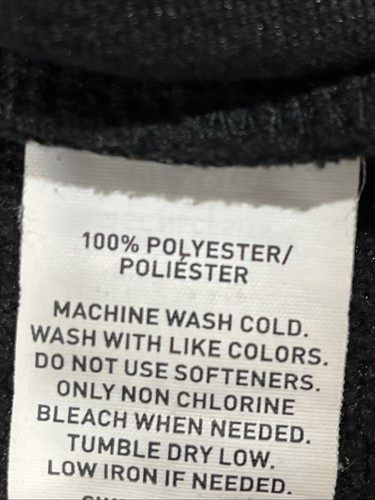 100% POLYESTER/
POLIÉSTER
MACHINE WASH COLD.
WASH WITH LIKE COLORS.
DO NOT USE SOFTENERS.
ONLY NON CHLORINE
BLEACH WHEN NEEDED.
TUMBLE DRY LOW.
LOW IRON IF NEEDED.